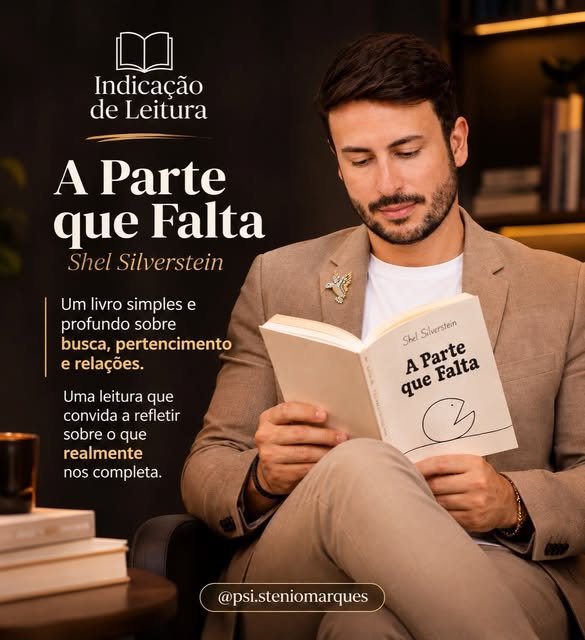 Indicação
de Leitura
A Parte
que Falta
Shel Silverstein
Um livro simples e
profundo sobre
busca, pertencimento
e relações.
Uma leitura que
convida a refletir
sobre o que
realmente
nos completa.
Shel Silverstein
A Parte
que Falta
@psi.steniomarques